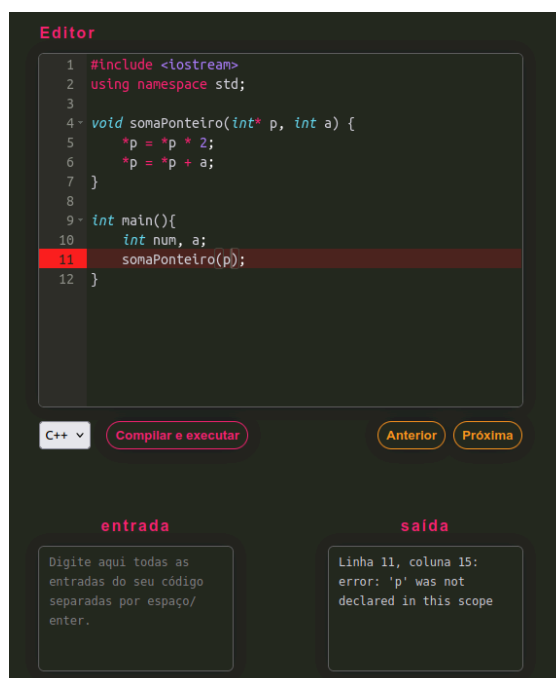 Editor
1 #include <iostream>
2 using namespace std;
3
4 void somaPonteiro(int* p, int a) {
5     *p = *p * 2;
6     *p = *p + a;
7 }
8
9 int main(){
10     int num, a;
11     somaPonteiro(p);
12 }
C++ Compilar e executar Anterior Próxima
entrada
Digite aqui todas as
entradas do seu código
separadas por espaço/
enter.
saída
Linha 11, coluna 15:
error: 'p' was not
declared in this scope